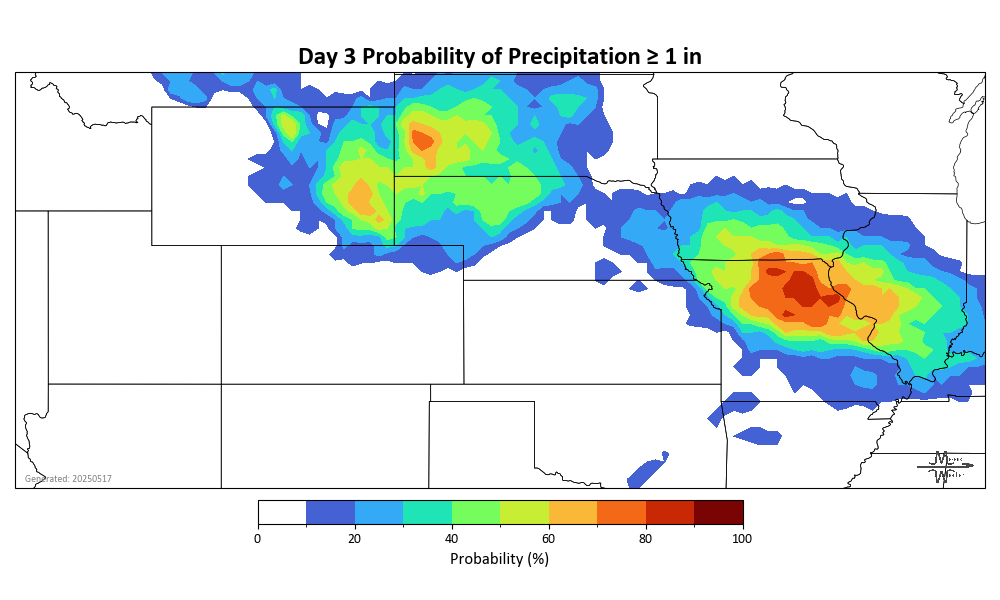 Day 3 Probability of Precipitation ≥ 1 in
Generated: 20250517
0 20 40 60 80 100
Probability (%)